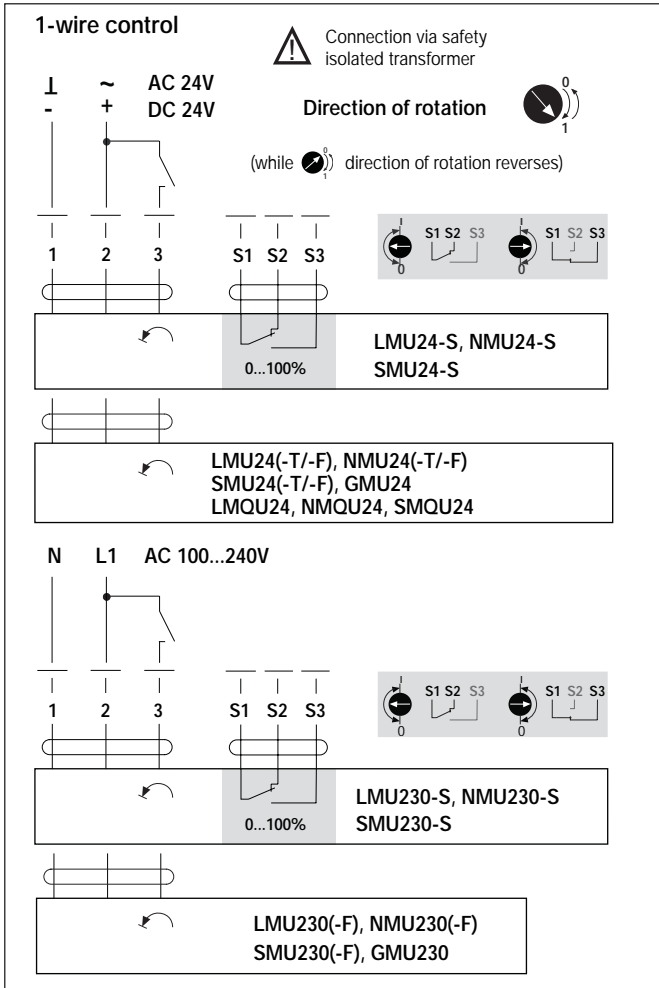 1-wire control
Connection via safety
isolated transformer
⊥ ~ AC 24V
- + DC 24V
Direction of rotation
0
1
(while 0 1 direction of rotation reverses)
1 2 3 S1 S2 S3
I S1 S2 S3 I S1 S2 S3
0 0
LMU24-S, NMU24-S
SMU24-S
0...100%
LMU24(-T/-F), NMU24(-T/-F)
SMU24(-T/-F), GMU24
LMQU24, NMQU24, SMQU24
N L1 AC 100...240V
1 2 3 S1 S2 S3
I S1 S2 S3 I S1 S2 S3
0 0
LMU230-S, NMU230-S
SMU230-S
0...100%
LMU230(-F), NMU230(-F)
SMU230(-F), GMU230